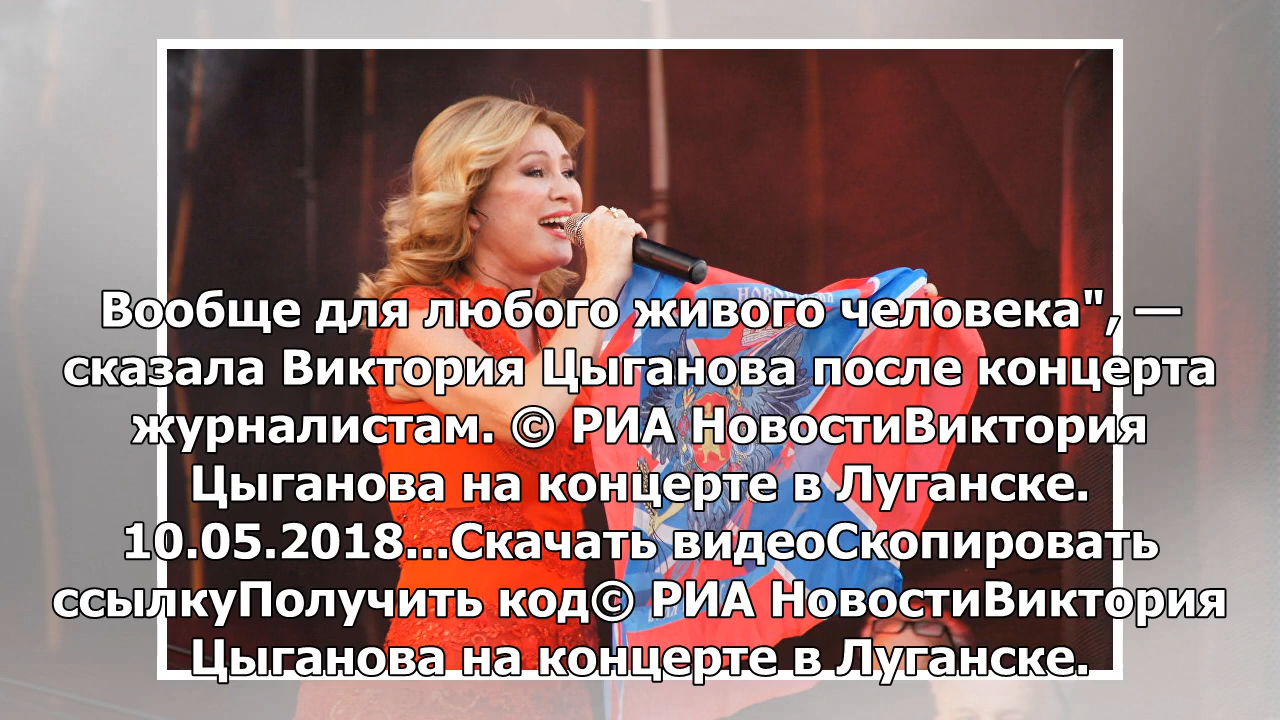 Вообще для любого живого человека", —
сказала Виктория Цыганова после концерта
журналистам. © РИА НовостиВиктория
Цыганова на концерте в Луганске.
10.05.2018...Скачать видеоСкопировать
ссылкуПолучить код© РИА НовостиВиктория
Цыганова на концерте в Луганске.